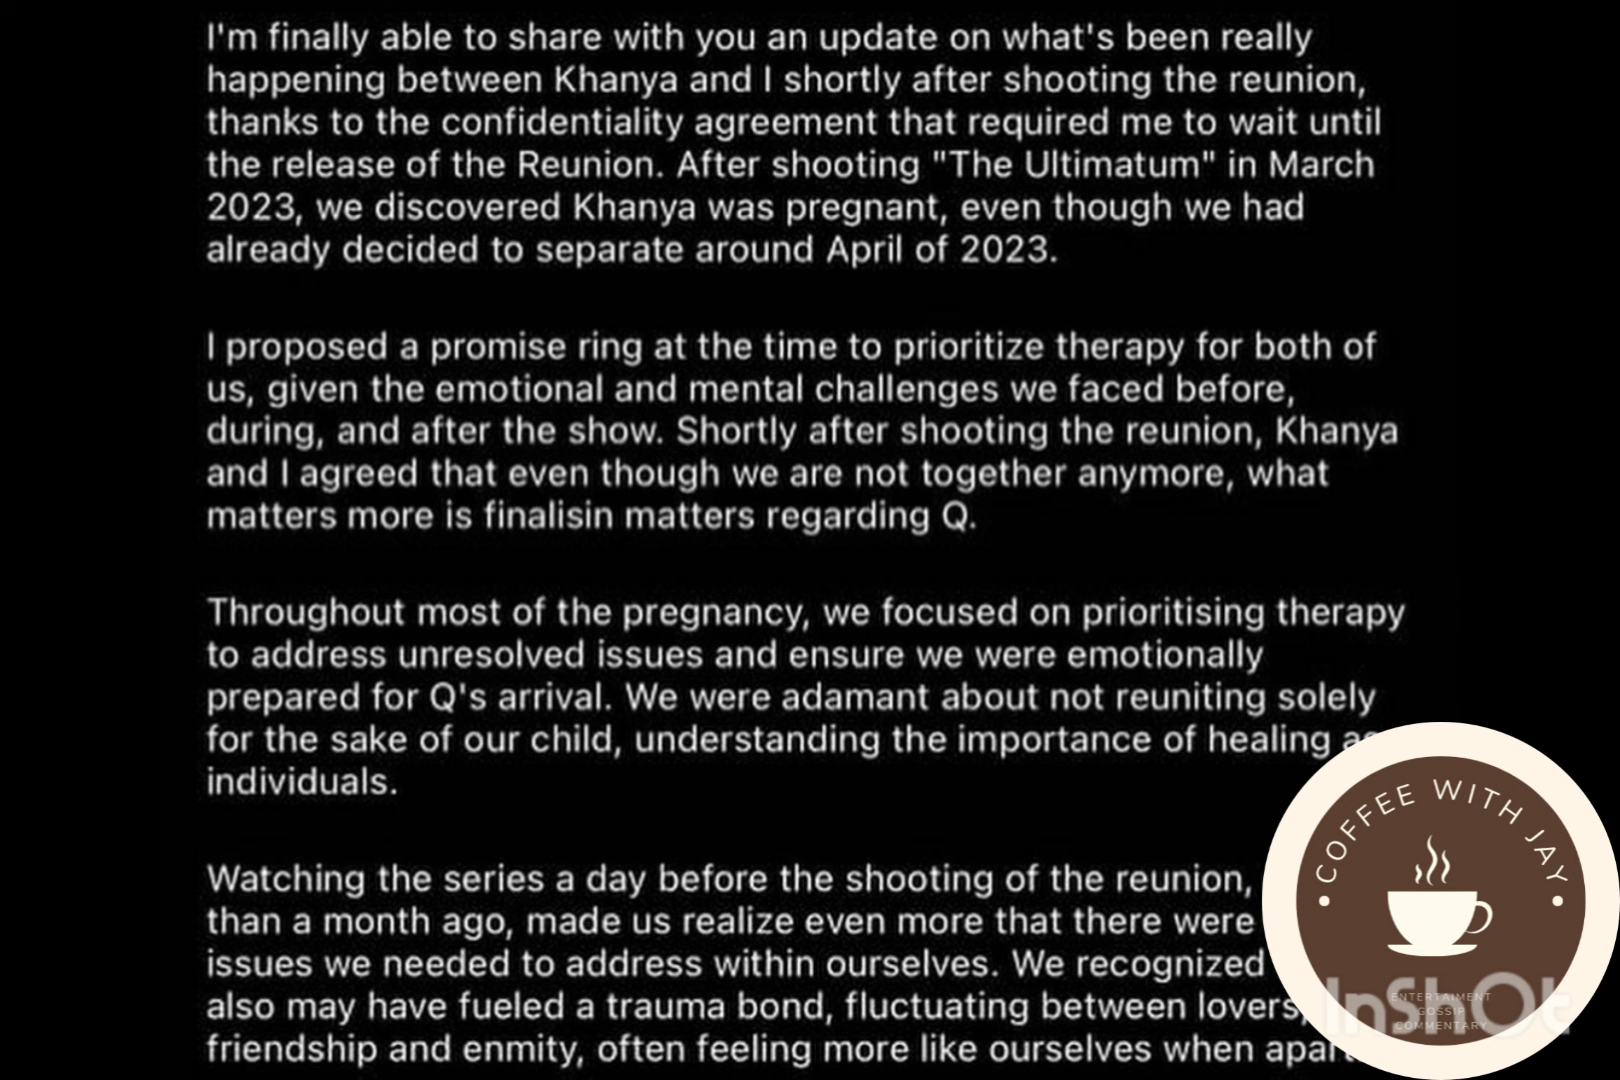 I'm finally able to share with you an update on what's been really
happening between Khanya and I shortly after shooting the reunion,
thanks to the confidentiality agreement that required me to wait until
the release of the Reunion. After shooting "The Ultimatum" in March
2023, we discovered Khanya was pregnant, even though we had
already decided to separate around April of 2023.
I proposed a promise ring at the time to prioritize therapy for both of
us, given the emotional and mental challenges we faced before,
during, and after the show. Shortly after shooting the reunion, Khanya
and I agreed that even though we are not together anymore, what
matters more is finalisin matters regarding Q.
Throughout most of the pregnancy, we focused on prioritising therapy
to address unresolved issues and ensure we were emotionally
prepared for Q's arrival. We were adamant about not reuniting solely
for the sake of our child, understanding the importance of healing
individuals.
Watching the series a day before the shooting of the reunion,
than a month ago, made us realize even more that there were
issues we needed to address within ourselves. We recognized
also may have fueled a trauma bond, fluctuating between lovers,
friendship and enmity, often feeling more like ourselves when apart
COFFEE WITH JAY
InShOt
ENTERTAIMENT
GOSSIP
COMMENTARY